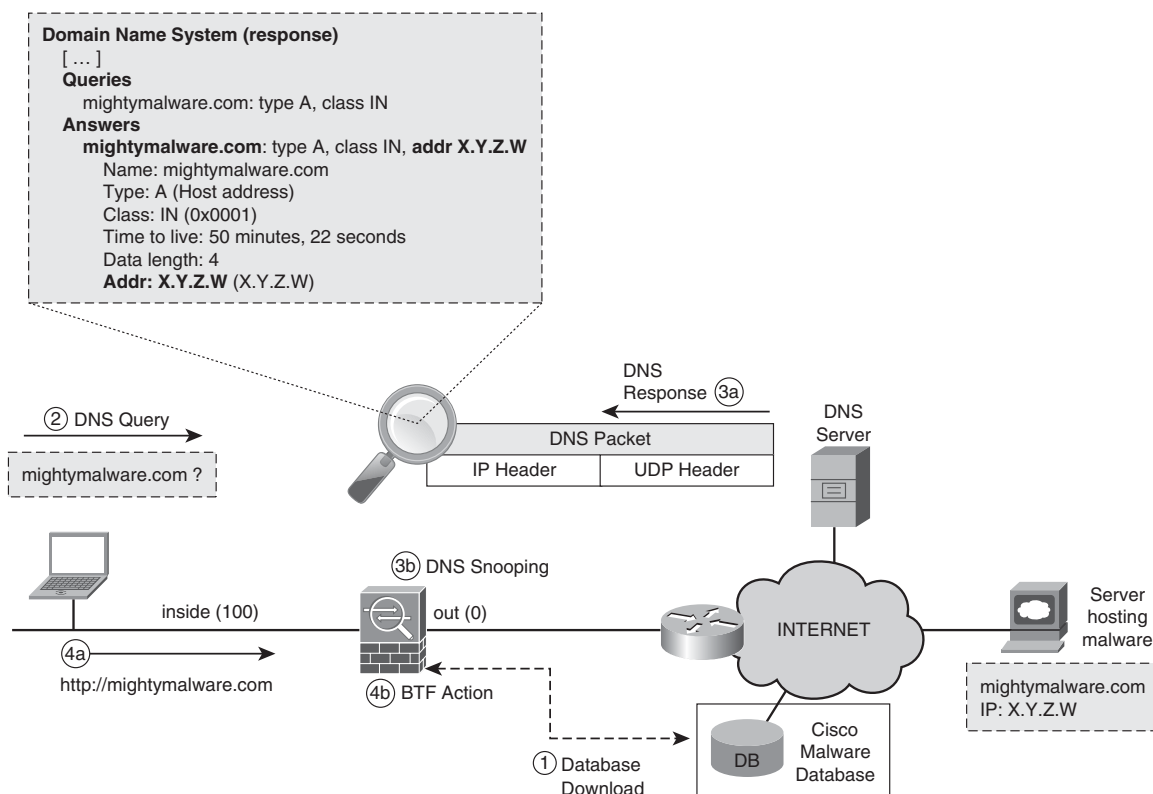 Domain Name System (response)
[ ... ]
Queries
mightymalware.com: type A, class IN
Answers
mightymalware.com: type A, class IN, addr X.Y.Z.W
Name: mightymalware.com
Type: A (Host address)
Class: IN (0x0001)
Time to live: 50 minutes, 22 seconds
Data length: 4
Addr: X.Y.Z.W (X.Y.Z.W)
2 DNS Query
mightymalware.com ?
DNS
Response 3a
DNS Packet
IP Header
UDP Header
DNS
Server
3b DNS Snooping
inside (100)
out (0)
INTERNET
Server
hosting
malware
4a
http://mightymalware.com
4b BTF Action
mightymalware.com
IP: X.Y.Z.W
1 Database
Download
DB
Cisco
Malware
Database